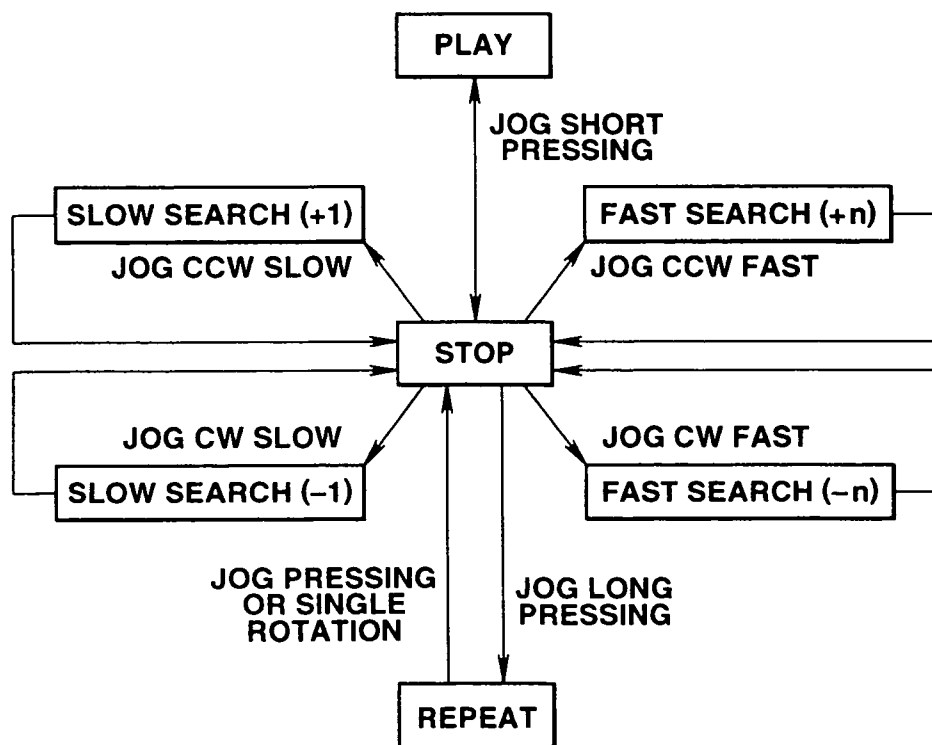 PLAY
JOG SHORT
PRESSING
SLOW SEARCH (+1)
FAST SEARCH (+n)
JOG CCW SLOW
JOG CCW FAST
STOP
JOG CW SLOW
JOG CW FAST
SLOW SEARCH (−1)
FAST SEARCH (−n)
JOG PRESSING
OR SINGLE
ROTATION
JOG LONG
PRESSING
REPEAT